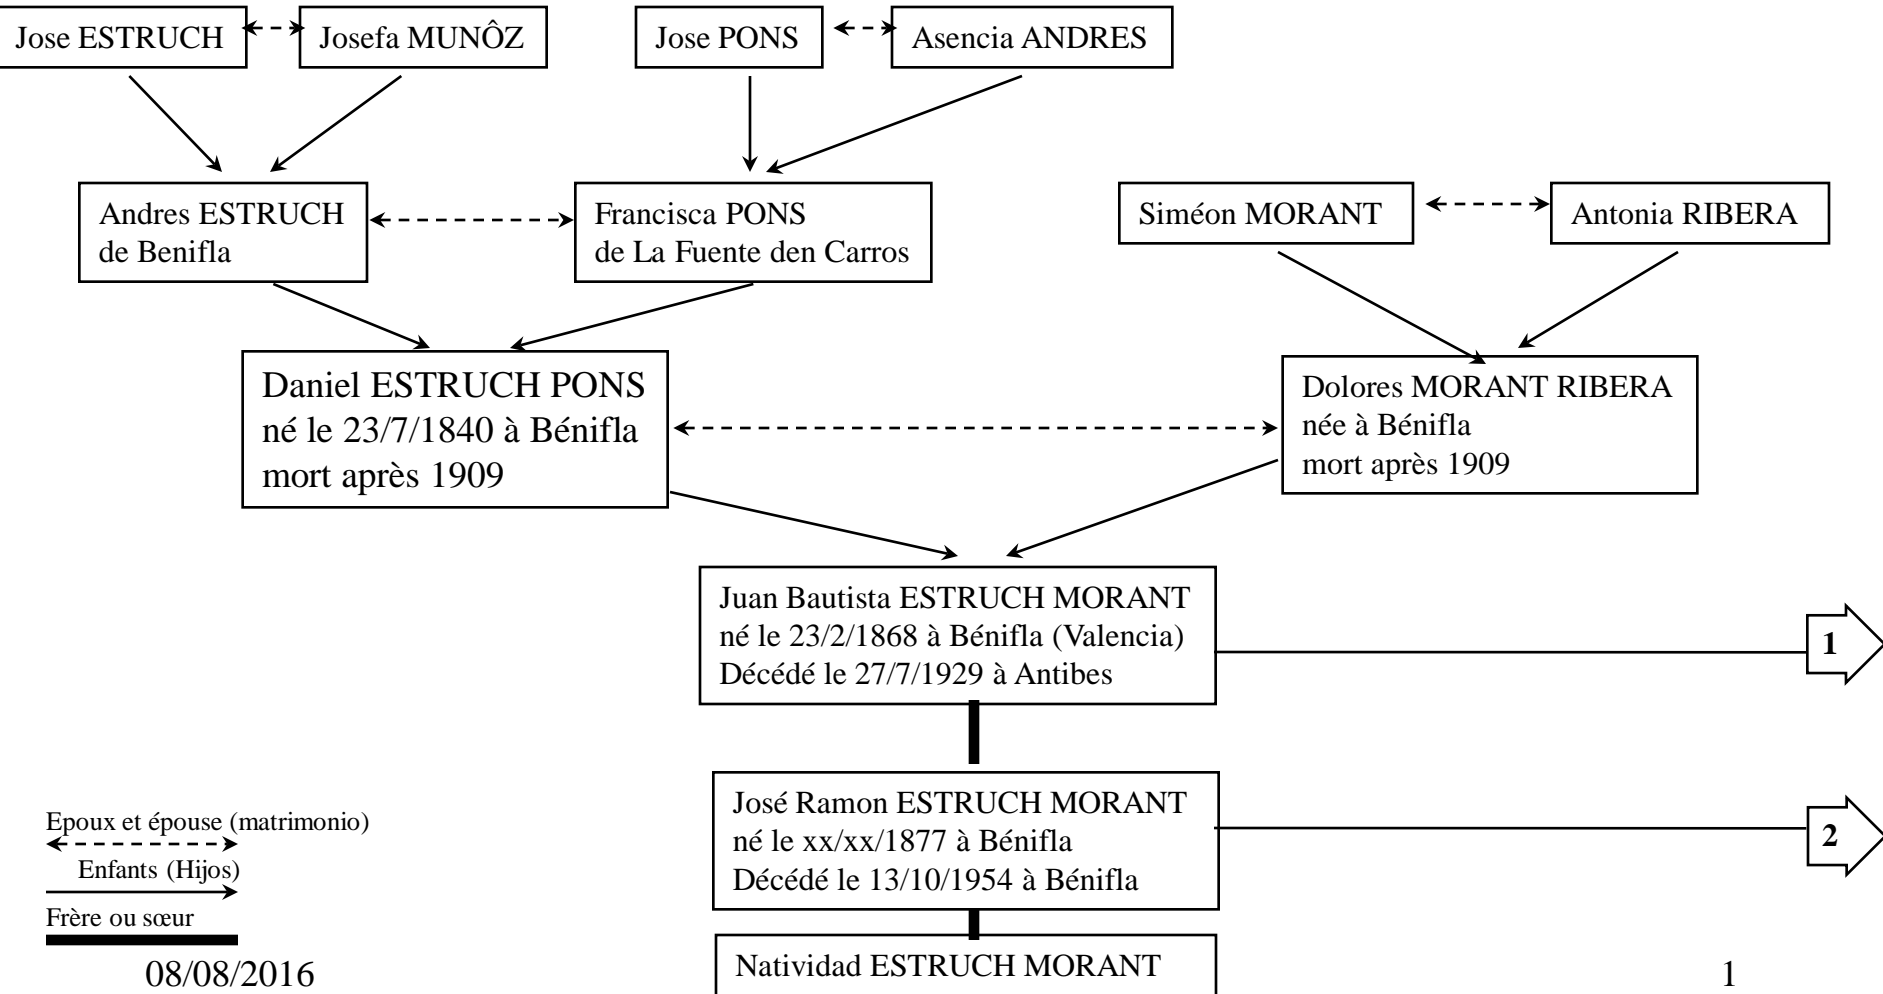 Jose ESTRUCH
Josefa MUNÔZ
Jose PONS
Asencia ANDRES
Andres ESTRUCH
de Benifla
Francisca PONS
de La Fuente den Carros
Siméon MORANT
Antonia RIBERA
Daniel ESTRUCH PONS
né le 23/7/1840 à Bénifla
mort après 1909
Dolores MORANT RIBERA
née à Bénifla
mort après 1909
Juan Bautista ESTRUCH MORANT
né le 23/2/1868 à Bénifla (Valencia)
Décédé le 27/7/1929 à Antibes
1
José Ramon ESTRUCH MORANT
né le xx/xx/1877 à Bénifla
Décédé le 13/10/1954 à Bénifla
2
Epoux et épouse (matrimonio)
Enfants (Hijos)
Frère ou sœur
Natividad ESTRUCH MORANT
08/08/2016
1